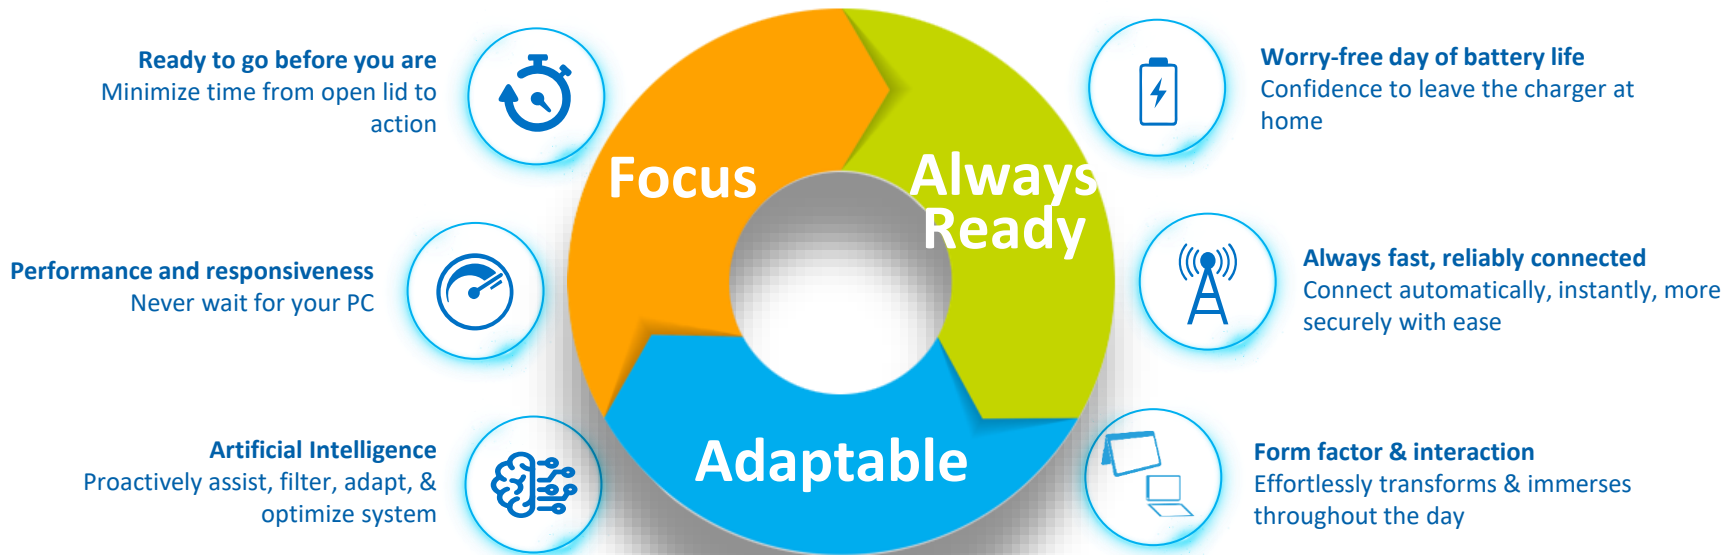 Ready to go before you are
Minimize time from open lid to
action
Performance and responsiveness
Never wait for your PC
Artificial Intelligence
Proactively assist, filter, adapt, &
optimize system
Focus
Always
Ready
Adaptable
Worry-free day of battery life
Confidence to leave the charger at
home
Always fast, reliably connected
Connect automatically, instantly, more
securely with ease
Form factor & interaction
Effortlessly transforms & immerses
throughout the day